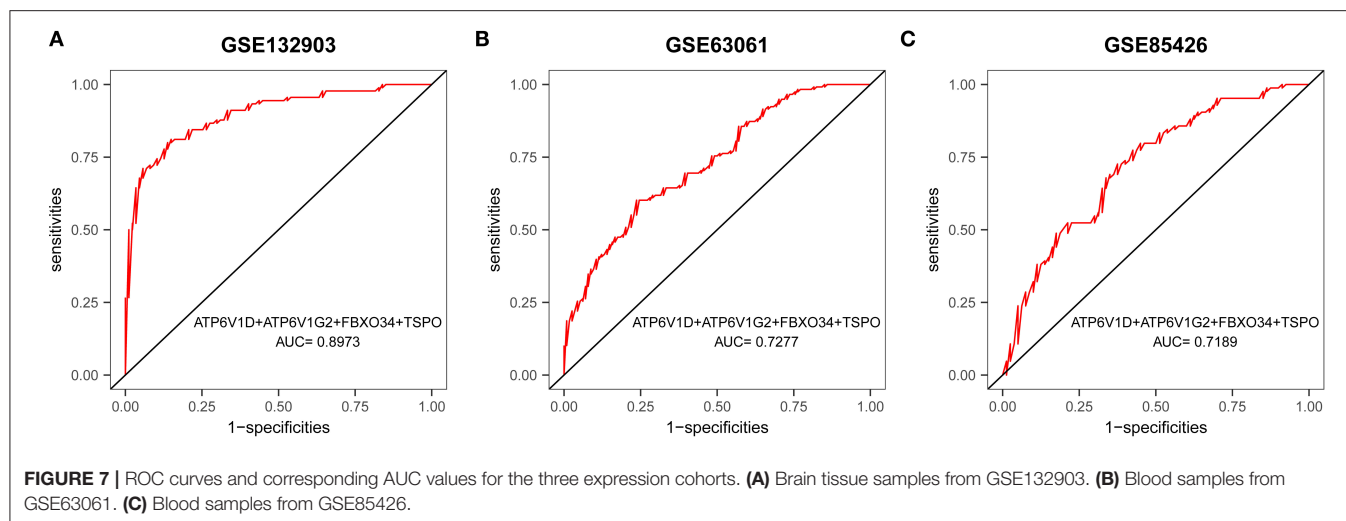 A
GSE132903
1.00
0.75
0.50
0.25
0.00
sensitivities
ATP6V1D+ATP6V1G2+FBXO34+TSPO
AUC= 0.8973
0.00 0.25 0.50 0.75 1.00
1−specificities
B
GSE63061
1.00
0.75
0.50
0.25
0.00
sensitivities
ATP6V1D+ATP6V1G2+FBXO34+TSPO
AUC= 0.7277
0.00 0.25 0.50 0.75 1.00
1−specificities
C
GSE85426
1.00
0.75
0.50
0.25
0.00
sensitivities
ATP6V1D+ATP6V1G2+FBXO34+TSPO
AUC= 0.7189
0.00 0.25 0.50 0.75 1.00
1−specificities
FIGURE 7 | ROC curves and corresponding AUC values for the three expression cohorts. (A) Brain tissue samples from GSE132903. (B) Blood samples from
GSE63061. (C) Blood samples from GSE85426.